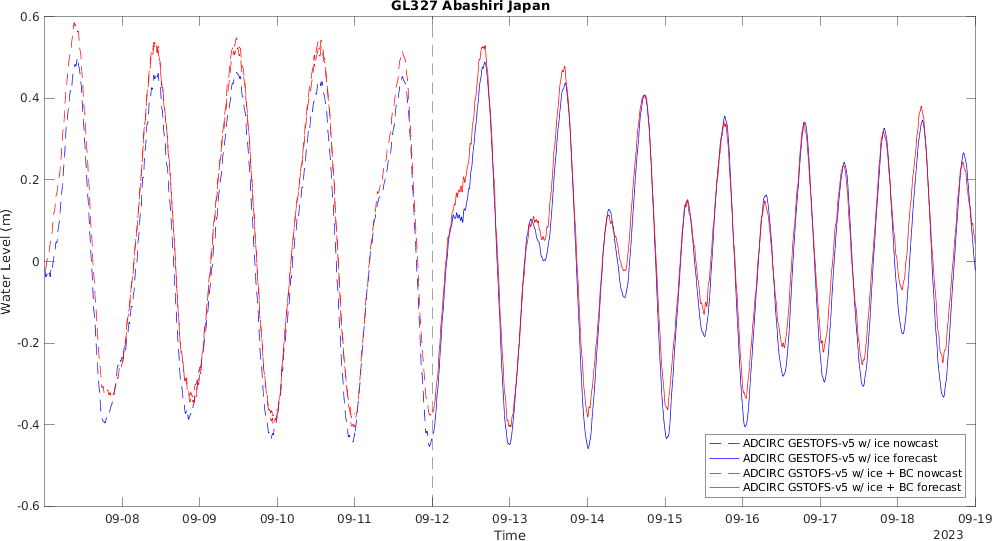 GL327 Abashiri Japan
0.6
0.4
0.2
0
-0.2
-0.4
-0.6
Water Level (m)
09-08 09-09 09-10 09-11 09-12 09-13 09-14 09-15 09-16 09-17 09-18 09-19
2023
Time
ADCIRC GESTOFS-v5 w/ ice nowcast
ADCIRC GESTOFS-v5 w/ ice forecast
ADCIRC GSTOFS-v5 w/ ice + BC nowcast
ADCIRC GSTOFS-v5 w/ ice + BC forecast